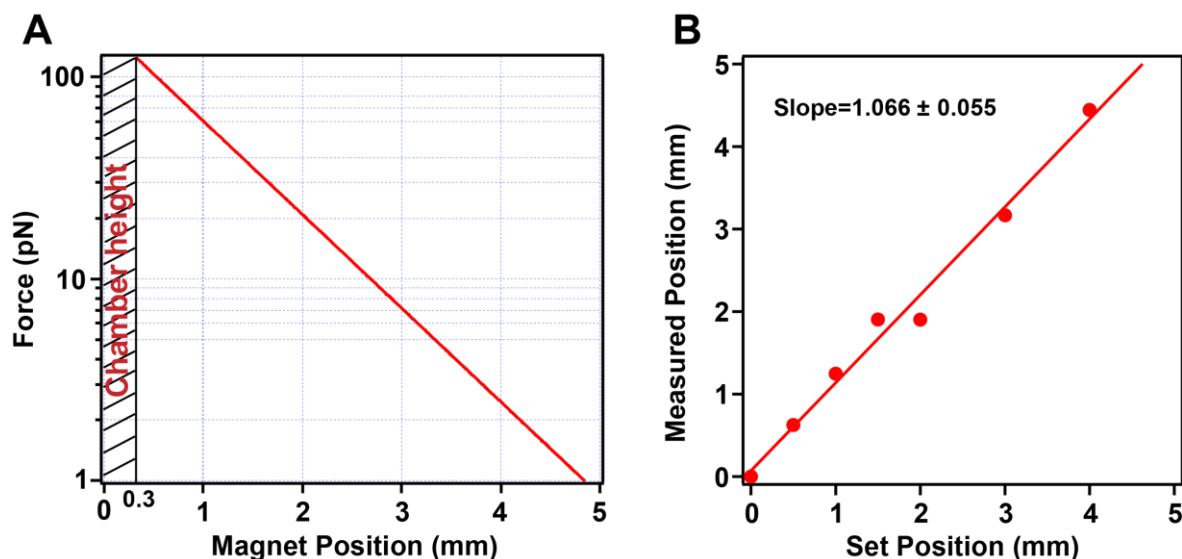 A
Force (pN)
100
10
1
Chamber height
0 0.3 1 2 3 4 5
Magnet Position (mm)
B
Measured Position (mm)
5
4
3
2
1
0
Slope=1.066 ± 0.055
0 1 2 3 4 5
Set Position (mm)